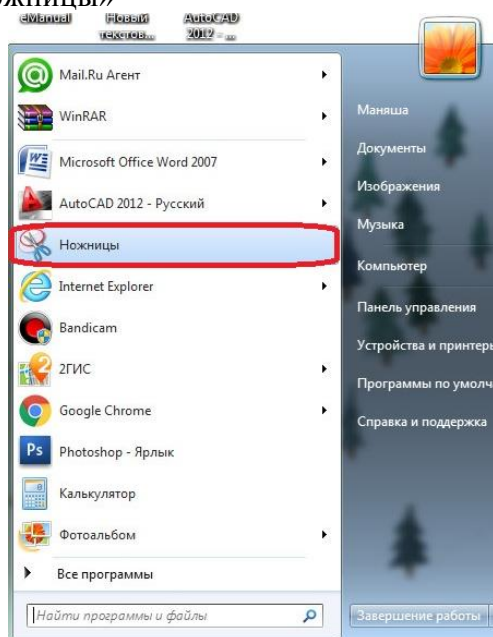 ожницы»
eManual Новый AutoCAD
текстов... 2012 - ...
Mail.Ru Агент
WinRAR
Microsoft Office Word 2007
AutoCAD 2012 - Русский
Ножницы
Internet Explorer
Bandicam
2ГИС
Google Chrome
Photoshop - Ярлык
Калькулятор
Фотоальбом
Все программы
Найти программы и файлы
Маняша
Документы
Изображения
Музыка
Компьютер
Панель управления
Устройства и принтеры
Программы по умолч
Справка и поддержка
Завершение работы